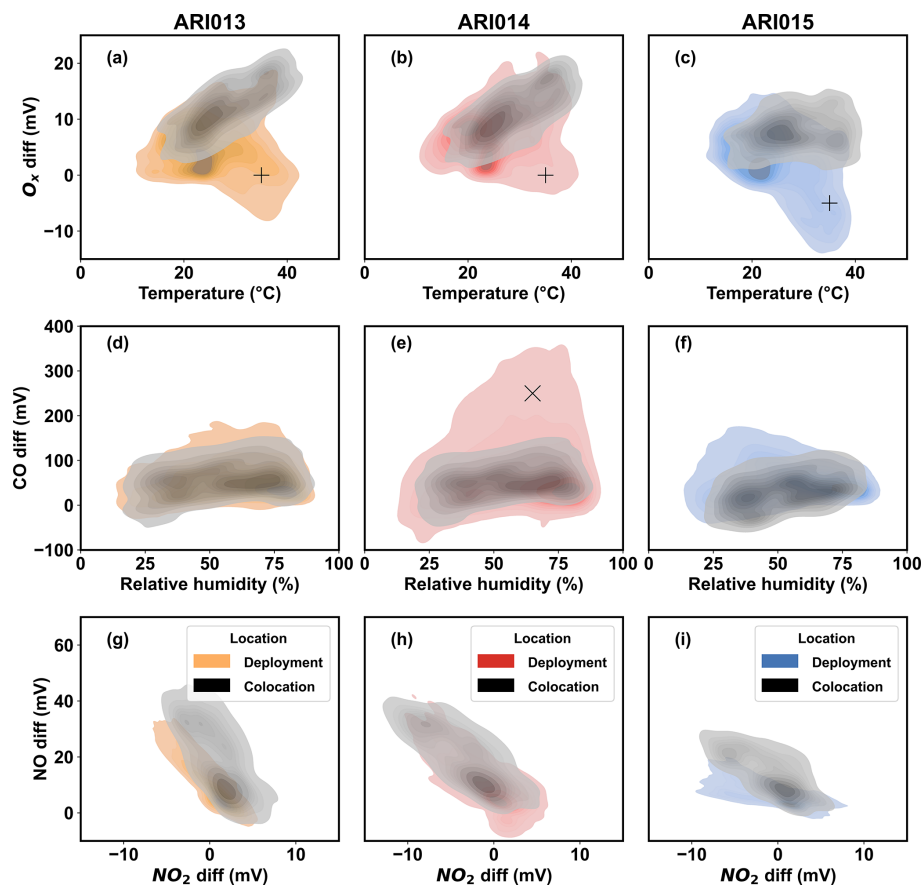 ARI013 ARI014 ARI015
(a) (b) (c)
20
10
0
−10
Oₓ diff (mV)
0 20 40 0 20 40 0 20 40
Temperature (°C) Temperature (°C) Temperature (°C)
(d) (e) (f)
400
300
200
100
0
−100
CO diff (mV)
0 25 50 75 100 0 25 50 75 100 0 25 50 75 100
Relative humidity (%) Relative humidity (%) Relative humidity (%)
(g) (h) (i)
Location Location Location
Deployment Deployment Deployment
Colocation Colocation Colocation
60
40
20
0
NO diff (mV)
−10 0 10 −10 0 10 −10 0 10
NO₂ diff (mV) NO₂ diff (mV) NO₂ diff (mV)